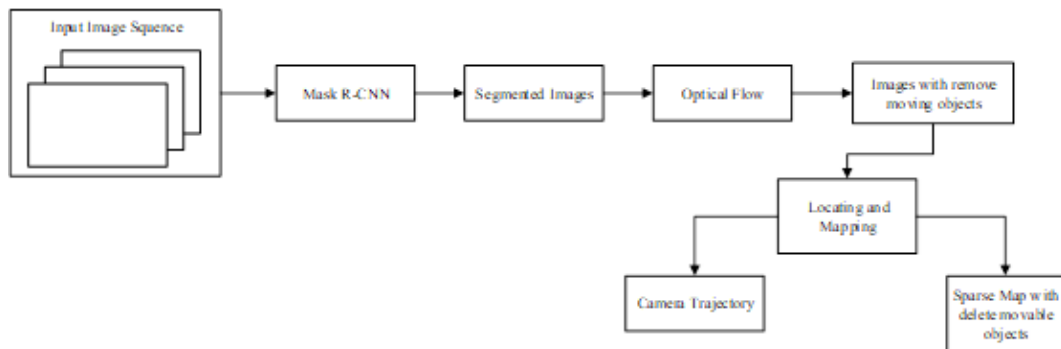 Input Image Squence
Mask R-CNN
Segmented Images
Optical Flow
Images with remove
moving objects
Locating and
Mapping
Camera Trajectory
Sparse Map with
delete movable
objects